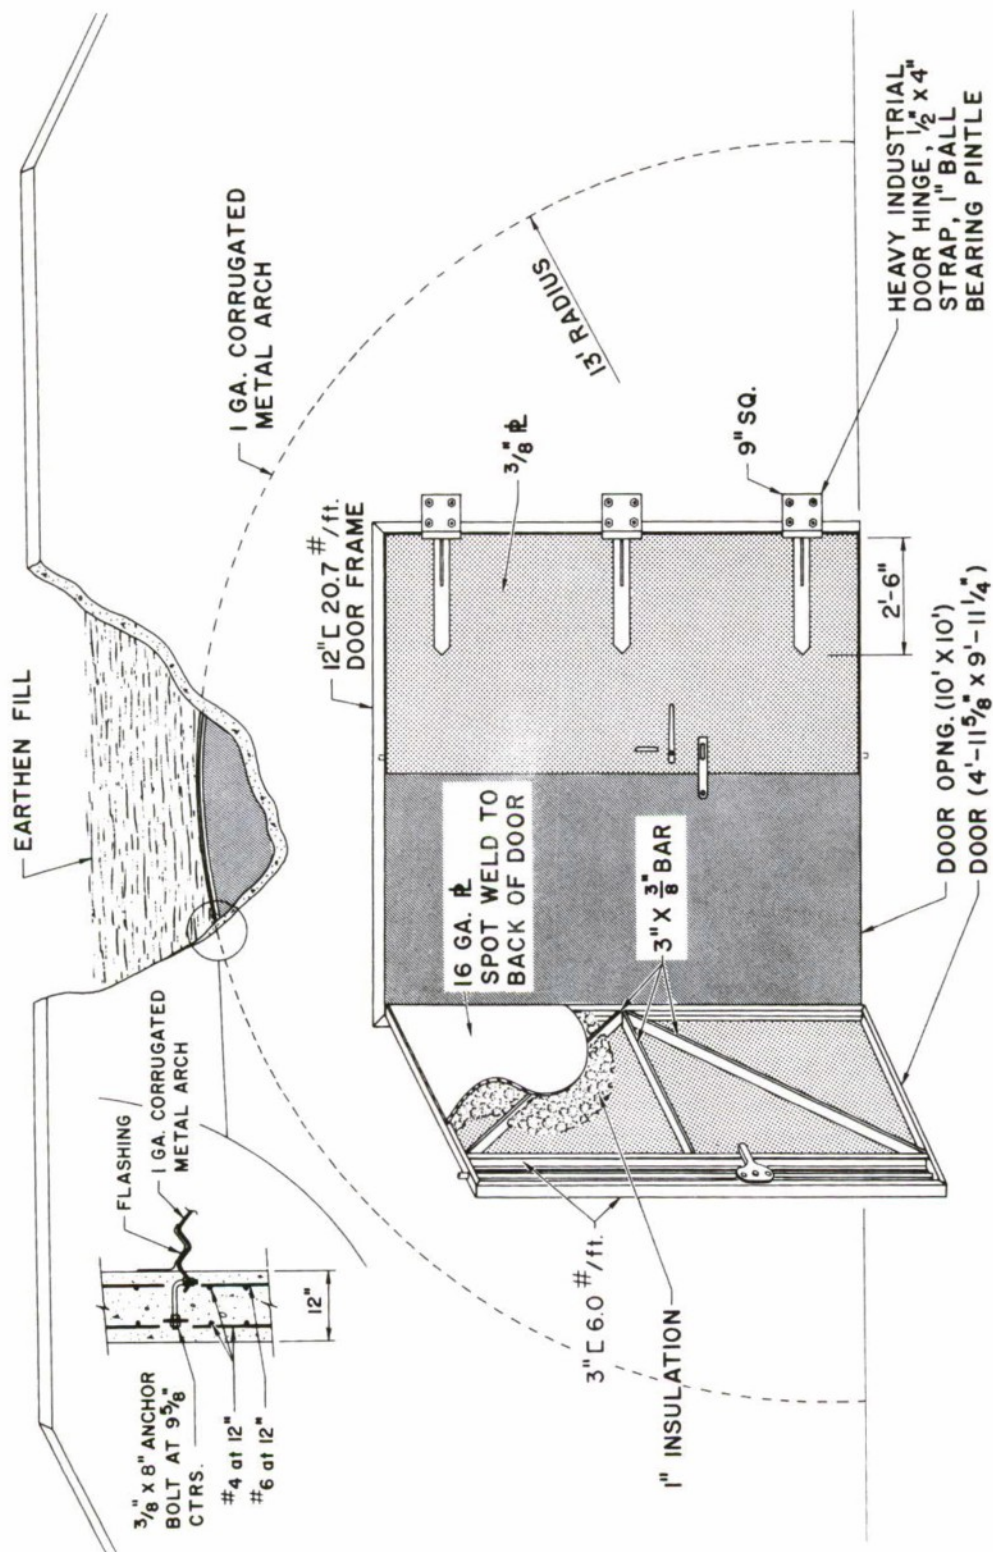 EARTHEN FILL
1 GA. CORRUGATED
METAL ARCH
FLASHING
1 GA. CORRUGATED
METAL ARCH
3/8" X 8" ANCHOR
BOLT AT 9 5/8"
CTRS.
#4 at 12"
#6 at 12"
12"
12" [ 20.7 #/ft.
DOOR FRAME
13' RADIUS
3/8" PL
9" SQ.
16 GA. PL
SPOT WELD TO
BACK OF DOOR
3" X 3/8" BAR
3" [ 6.0 #/ft.
1" INSULATION
2'-6"
DOOR OPNG. (10' X 10')
DOOR (4'-11 5/8" X 9'-11 1/4")
HEAVY INDUSTRIAL
DOOR HINGE, 1/2" X 4"
STRAP, 1" BALL
BEARING PINTLE